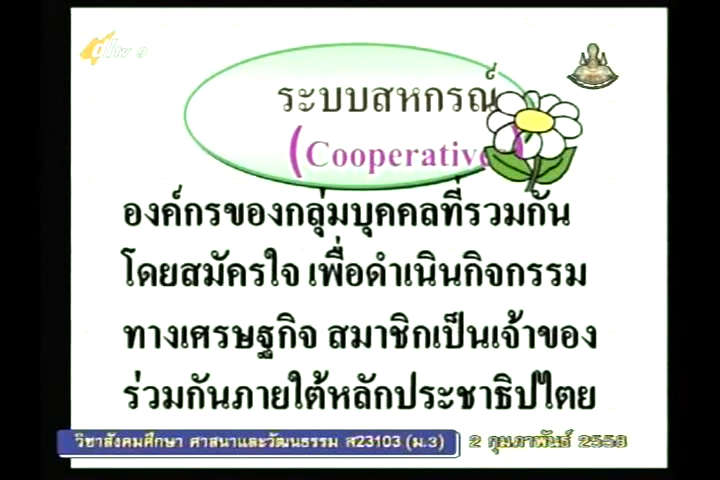 ระบบสหกรณ์
(Cooperative
องค์กรของกลุ่มบุคคลที่รวมกัน
โดยสมัครใจ เพื่อดำเนินกิจกรรม
ทางเศรษฐกิจ สมาชิกเป็นเจ้าของ
ร่วมกันภายใต้หลักประชาธิปไตย
วิชาสังคมศึกษา ศาสนาและวัฒนธรรม ส23103 (ม.3) 2 กุมภาพันธ์ 2558